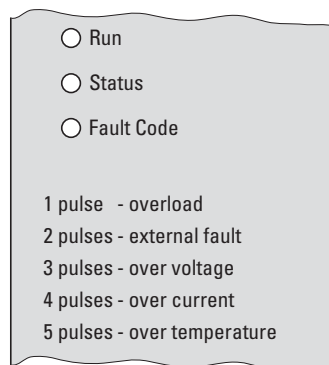 Run
Status
Fault Code
1 pulse - overload
2 pulses - external fault
3 pulses - over voltage
4 pulses - over current
5 pulses - over temperature